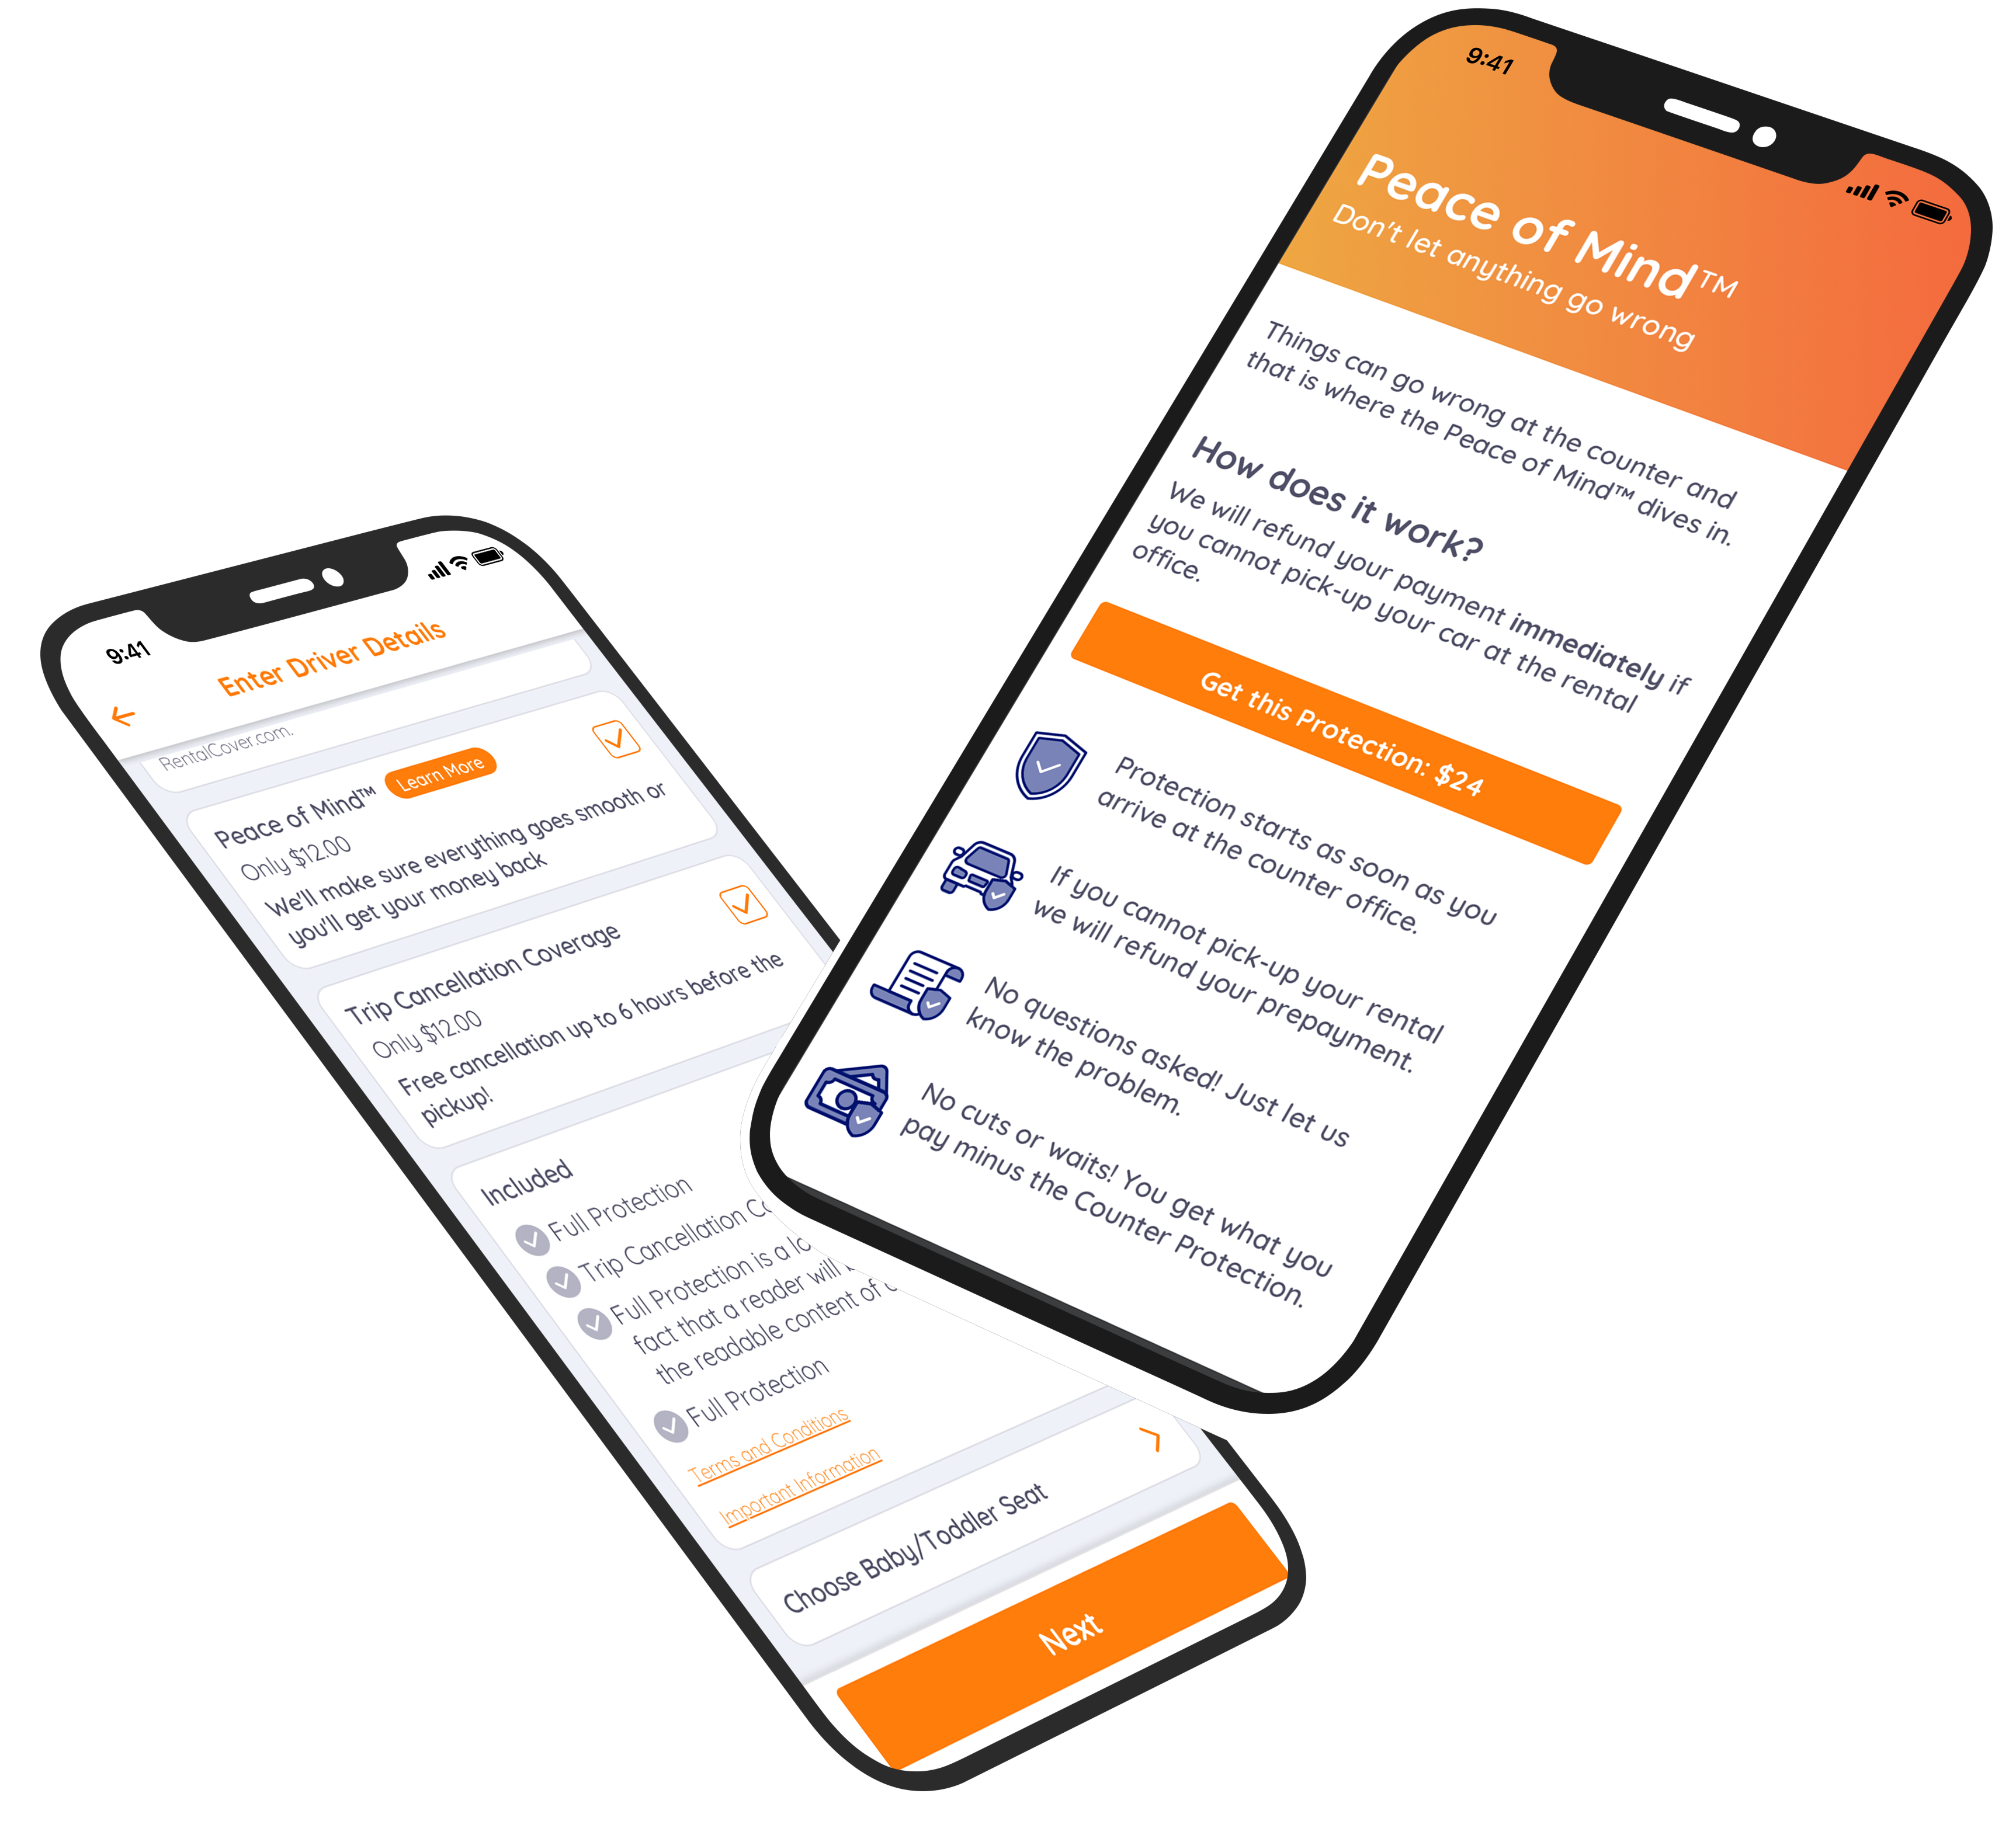 9:41
Enter Driver Details
RentalCover.com.
Peace of Mind™ Learn More
Only $12.00
We'll make sure everything goes smooth or
you'll get your money back
Trip Cancellation Coverage
Only $12.00
Free cancellation up to 6 hours before the
pickup!
Included
Full Protection
Trip Cancellation
Full Protection is a
fact that a reader will
the readable content of
Full Protection
Terms and Conditions
Important Information
Choose Baby/Toddler Seat
Next
9:41
Peace of Mind™
Don't let anything go wrong
Things can go wrong at the counter and
that is where the Peace of Mind™ dives in.
How does it work?
We will refund your payment immediately if
you cannot pick-up your car at the rental
office.
Get this Protection: $24
Protection starts as soon as you
arrive at the counter office.
If you cannot pick-up your rental
we will refund your prepayment.
No questions asked! Just let us
know the problem.
No cuts or waits! You get what you
pay minus the Counter Protection.